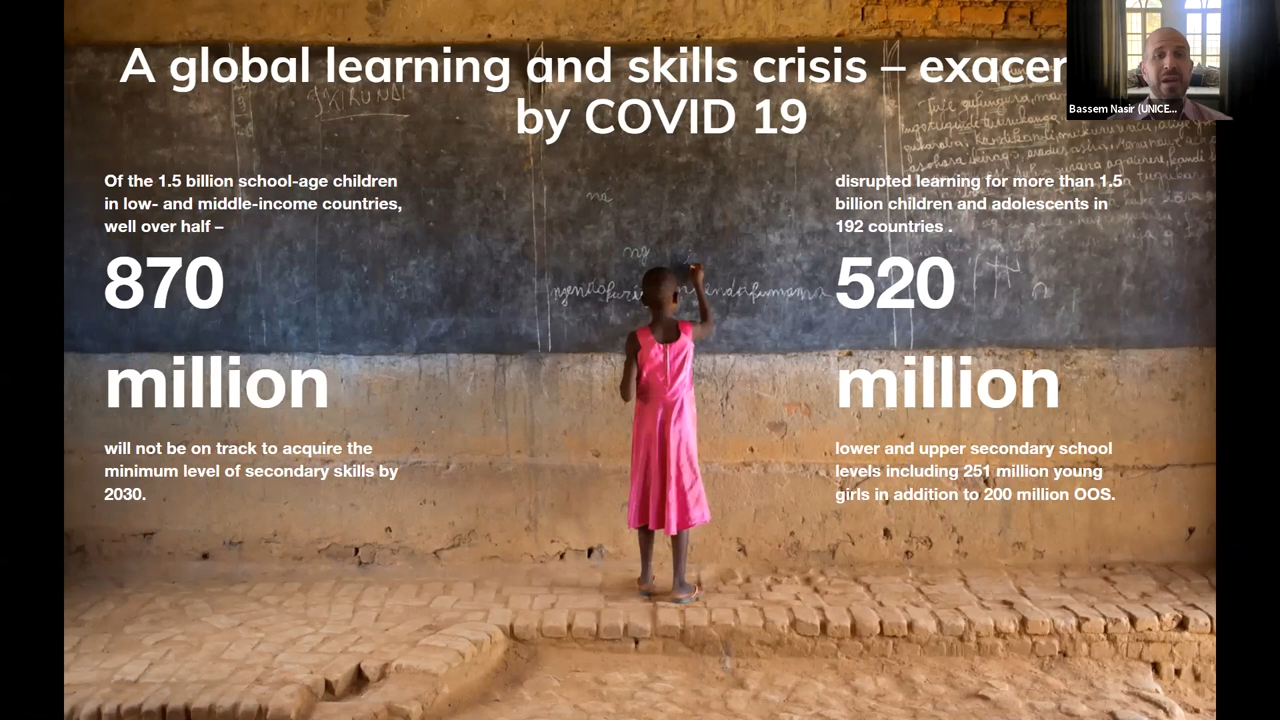 A global learning and skills crisis – exacer
by COVID 19
Bassem Nasir (UNICE...
Of the 1.5 billion school-age children
in low- and middle-income countries,
well over half –
870
million
will not be on track to acquire the
minimum level of secondary skills by
2030.
disrupted learning for more than 1.5
billion children and adolescents in
192 countries .
520
million
lower and upper secondary school
levels including 251 million young
girls in addition to 200 million OOS.
KIRUNDI
na
ng